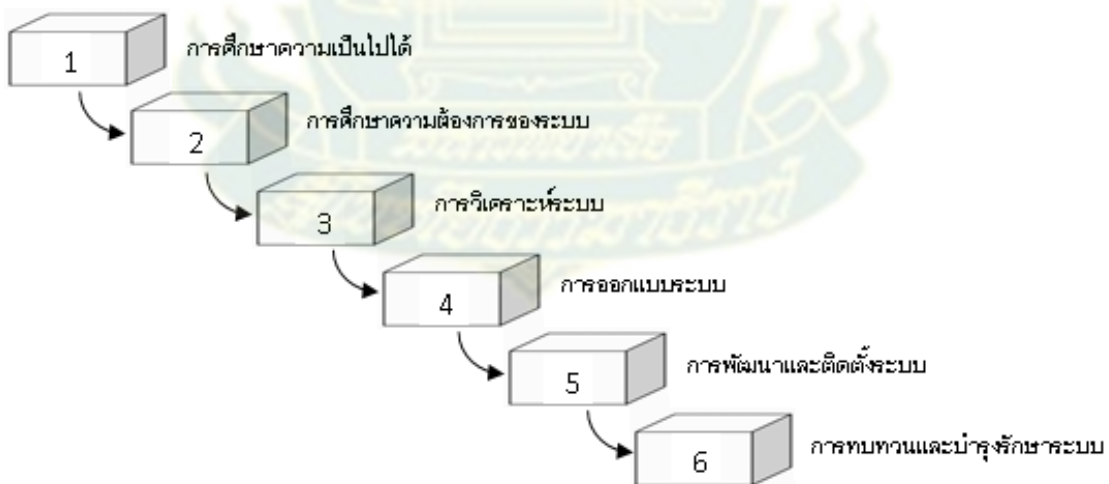 1
การศึกษาความเป็นไปได้
2
การศึกษาความต้องการของระบบ
3
การวิเคราะห์ระบบ
4
การออกแบบระบบ
5
การพัฒนาและติดตั้งระบบ
6
การทบทวนและบำรุงรักษาระบบ